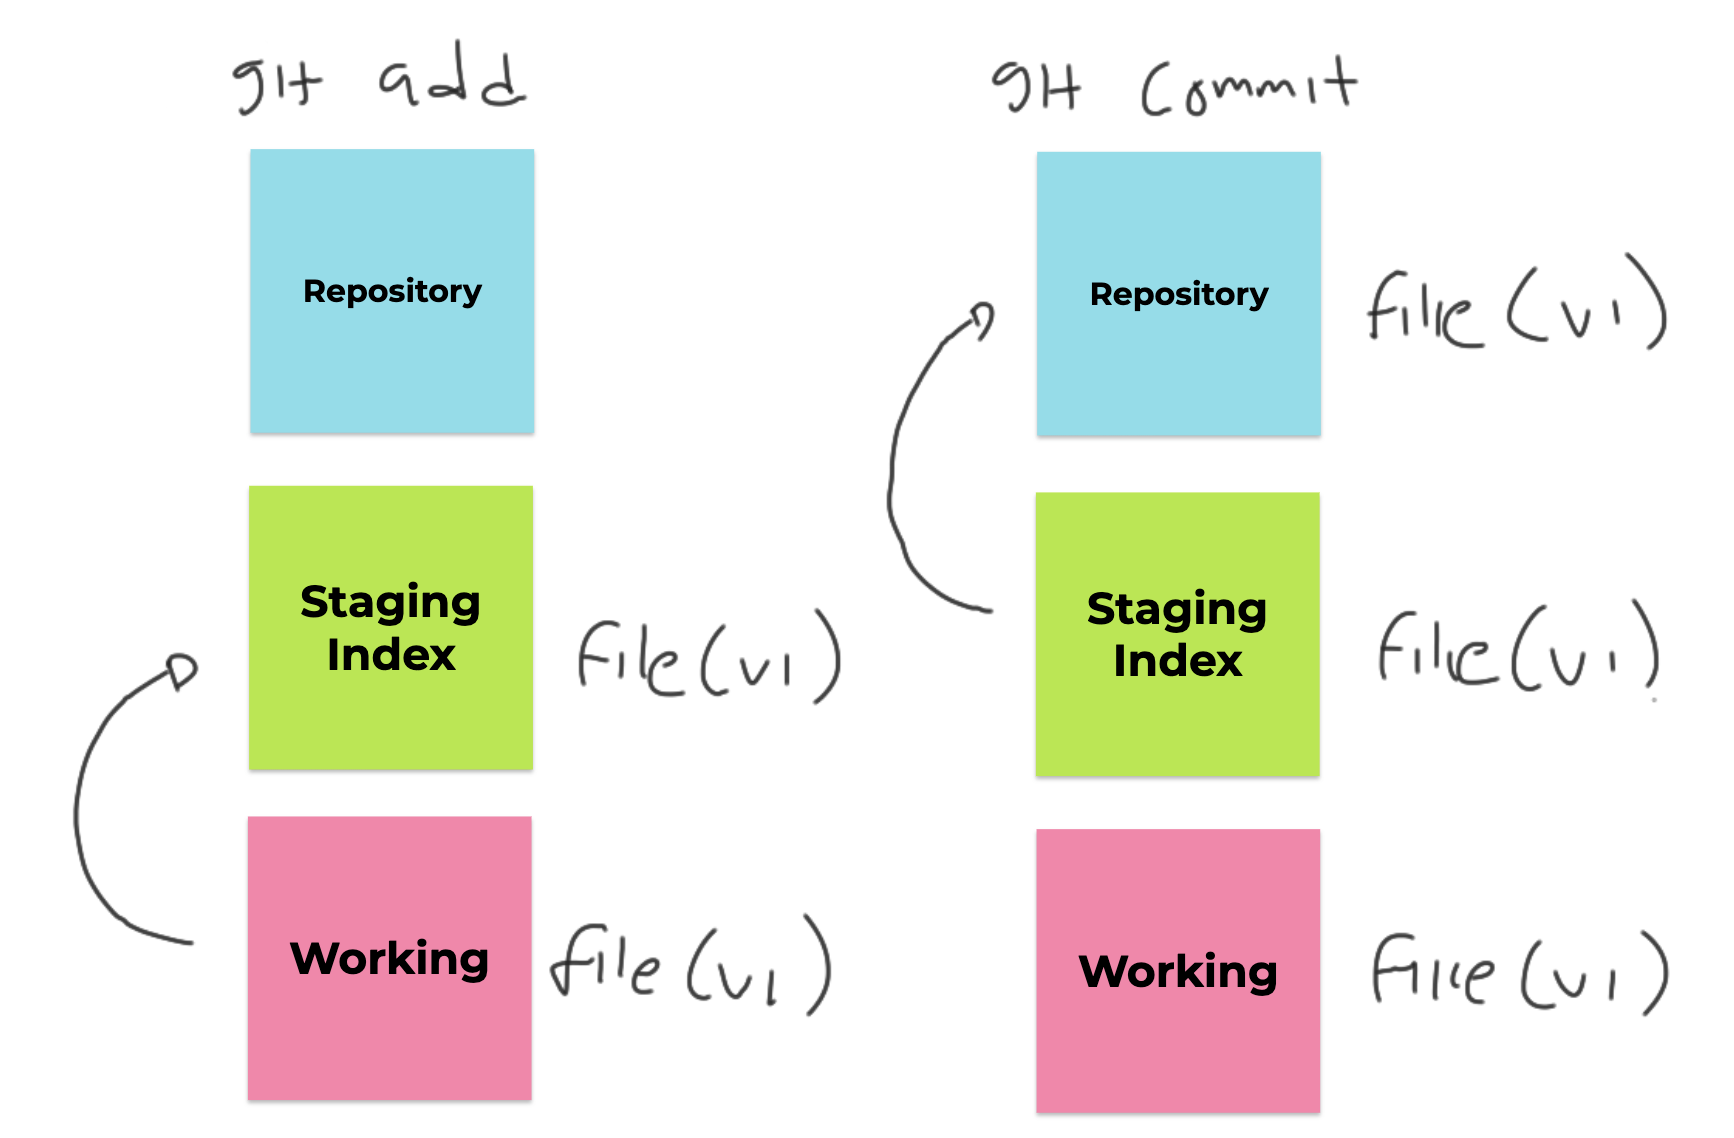 git add
Repository
Staging
Index
file (v1)
Working
file (v1)
git commit
Repository
file (v1)
Staging
Index
file (v1)
Working
file (v1)